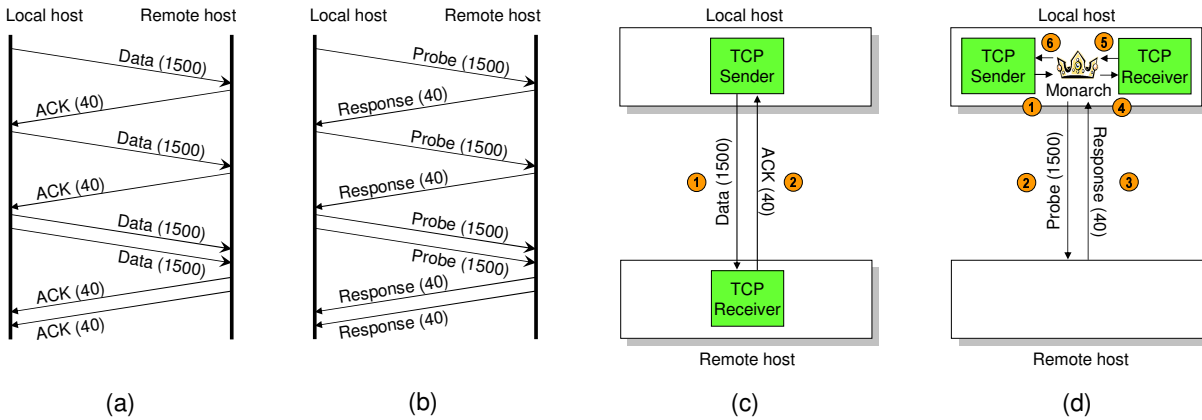 Local host Remote host
Data (1500)
ACK (40)
Data (1500)
ACK (40)
Data (1500)
Data (1500)
ACK (40)
ACK (40)
(a)
Local host Remote host
Probe (1500)
Response (40)
Probe (1500)
Response (40)
Probe (1500)
Probe (1500)
Response (40)
Response (40)
(b)
Local host
TCP
Sender
1
Data (1500)
ACK (40)
2
TCP
Receiver
Remote host
(c)
Local host
TCP
Sender
6
5
TCP
Receiver
Monarch
1
4
2
Probe (1500)
Response (40)
3
Remote host
(d)